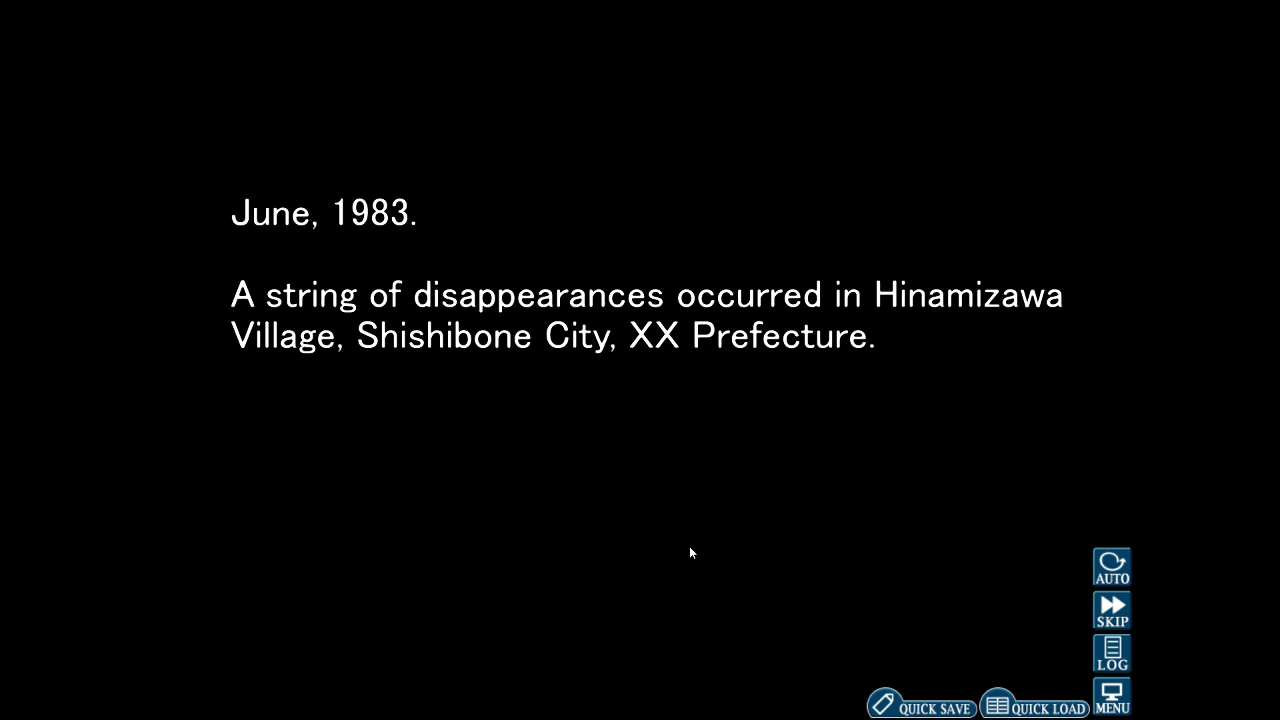 June, 1983.
A string of disappearances occurred in Hinamizawa
Village, Shishibone City, XX Prefecture.
AUTO
SKIP
LOG
QUICK SAVE
QUICK LOAD
MENU